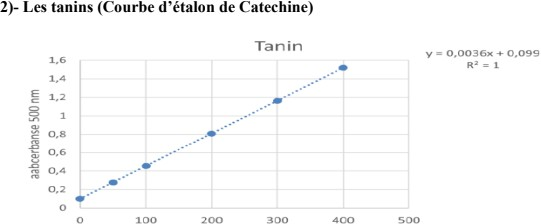 2)- Les tanins (Courbe d’étalon de Catechine)
Tanin
y = 0,0036x + 0,099
R² = 1
aabcerbanse 500 nm
1,6
1,4
1,2
1
0,8
0,6
0,4
0,2
0
0 100 200 300 400 500